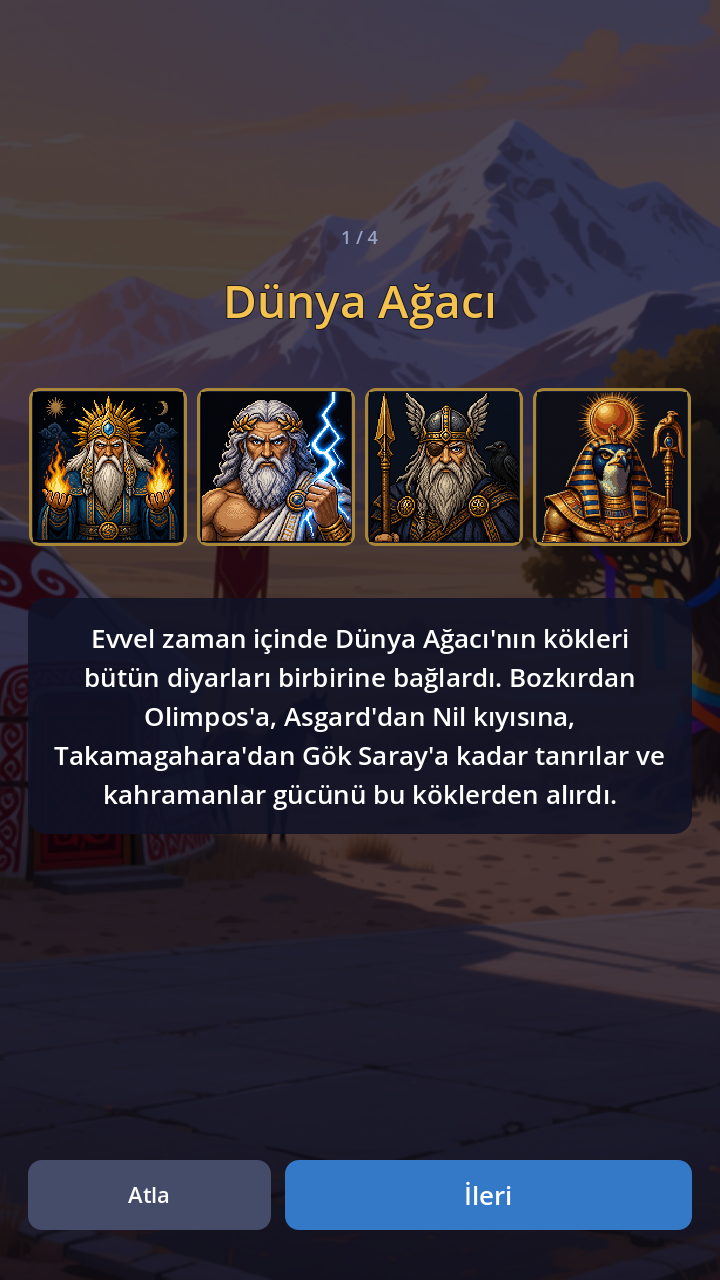 1 / 4
Dünya Ağacı
Evvel zaman içinde Dünya Ağacı'nın kökleri
bütün diyarları birbirine bağlardı. Bozkırdan
Olimpos'a, Asgard'dan Nil kıyısına,
Takamagahara'dan Gök Saray'a kadar tanrılar ve
kahramanlar gücünü bu köklerden alırdı.
Atla
İleri